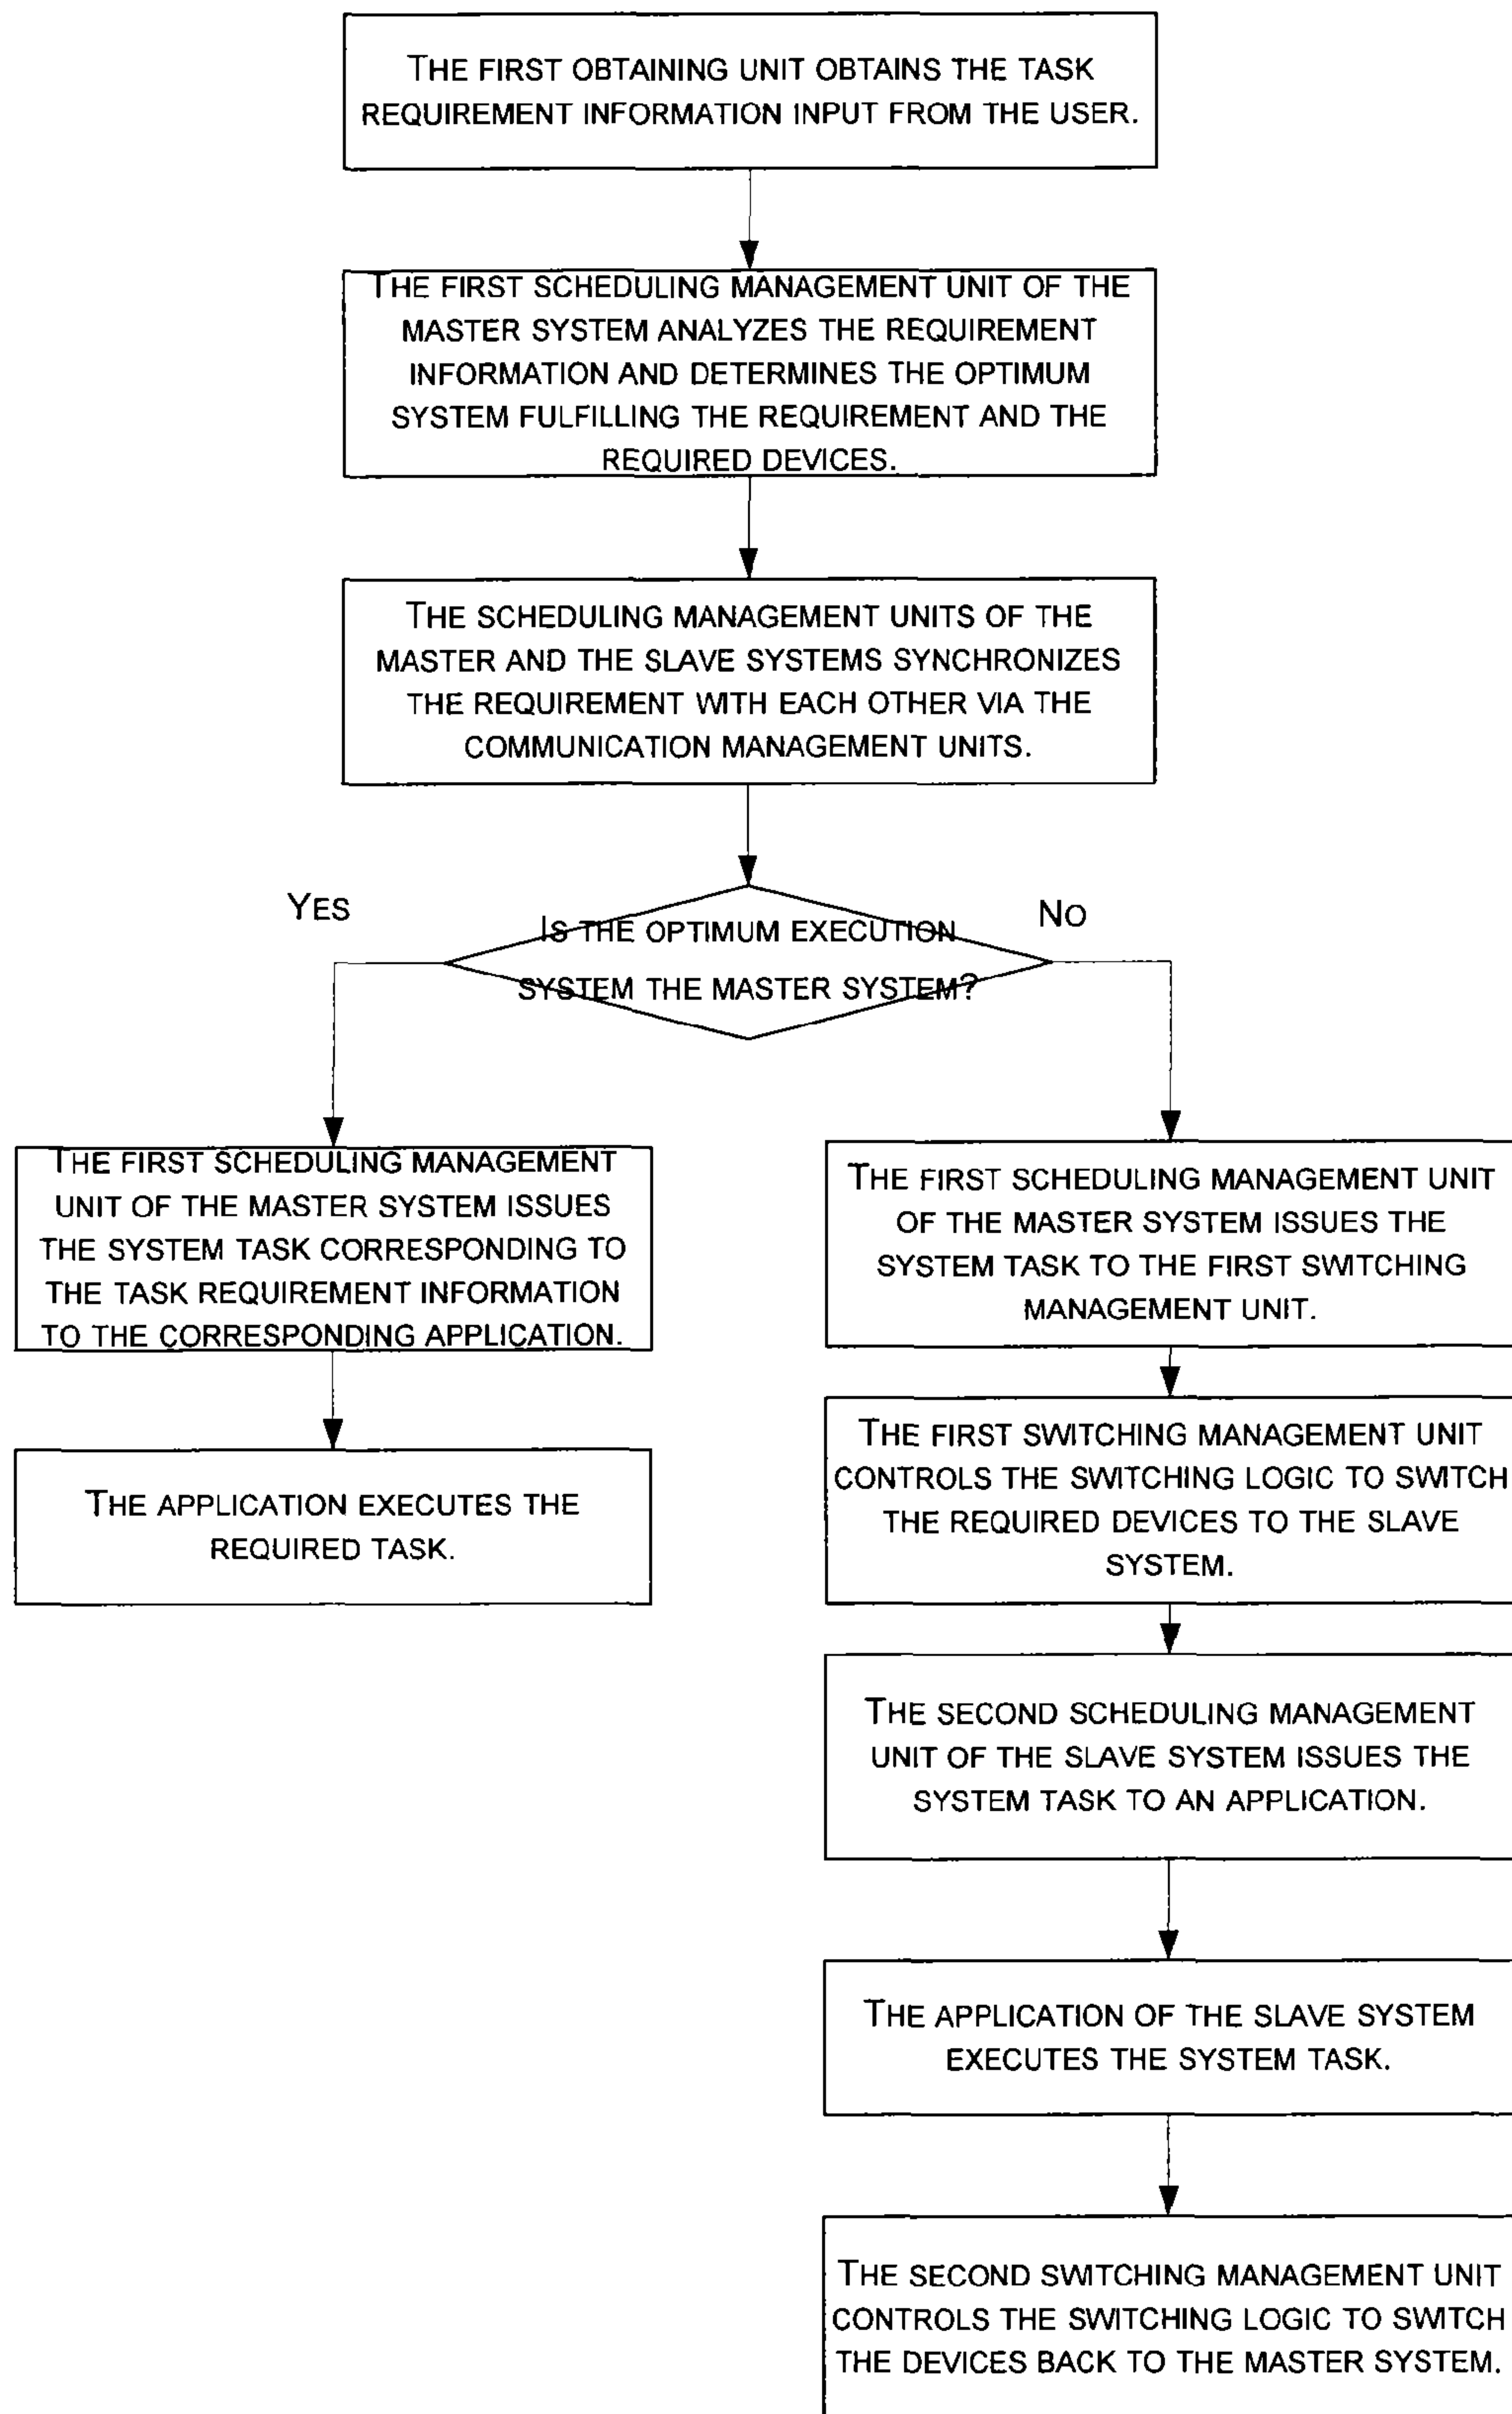 THE FIRST OBTAINING UNIT OBTAINS THE TASK
REQUIREMENT INFORMATION INPUT FROM THE USER.
THE FIRST SCHEDULING MANAGEMENT UNIT OF THE
MASTER SYSTEM ANALYZES THE REQUIREMENT
INFORMATION AND DETERMINES THE OPTIMUM
SYSTEM FULFILLING THE REQUIREMENT AND THE
REQUIRED DEVICES.
THE SCHEDULING MANAGEMENT UNITS OF THE
MASTER AND THE SLAVE SYSTEMS SYNCHRONIZES
THE REQUIREMENT WITH EACH OTHER VIA THE
COMMUNICATION MANAGEMENT UNITS.
YES
NO
IS THE OPTIMUM EXECUTION
SYSTEM THE MASTER SYSTEM?
THE FIRST SCHEDULING MANAGEMENT
UNIT OF THE MASTER SYSTEM ISSUES
THE SYSTEM TASK CORRESPONDING TO
THE TASK REQUIREMENT INFORMATION
TO THE CORRESPONDING APPLICATION.
THE APPLICATION EXECUTES THE
REQUIRED TASK.
THE FIRST SCHEDULING MANAGEMENT UNIT
OF THE MASTER SYSTEM ISSUES THE
SYSTEM TASK TO THE FIRST SWITCHING
MANAGEMENT UNIT.
THE FIRST SWITCHING MANAGEMENT UNIT
CONTROLS THE SWITCHING LOGIC TO SWITCH
THE REQUIRED DEVICES TO THE SLAVE
SYSTEM.
THE SECOND SCHEDULING MANAGEMENT
UNIT OF THE SLAVE SYSTEM ISSUES THE
SYSTEM TASK TO AN APPLICATION.
THE APPLICATION OF THE SLAVE SYSTEM
EXECUTES THE SYSTEM TASK.
THE SECOND SWITCHING MANAGEMENT UNIT
CONTROLS THE SWITCHING LOGIC TO SWITCH
THE DEVICES BACK TO THE MASTER SYSTEM.